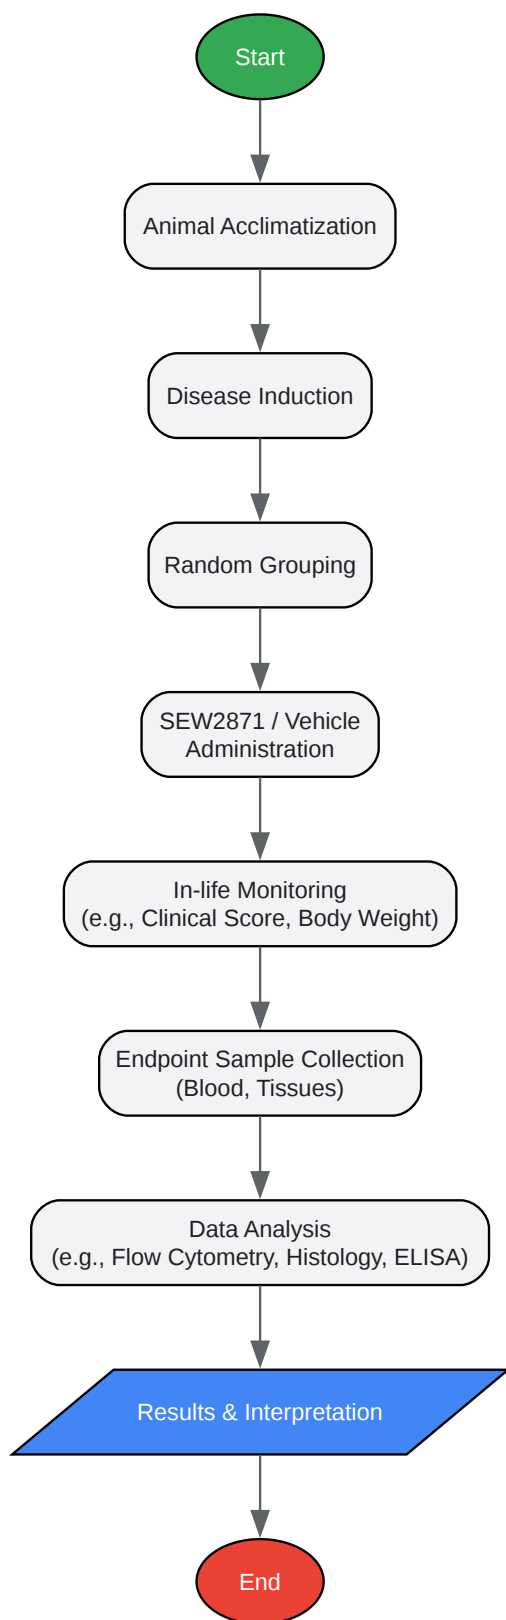 Start
Animal Acclimatization
Disease Induction
Random Grouping
SEW2871 / Vehicle
Administration
In-life Monitoring
(e.g., Clinical Score, Body Weight)
Endpoint Sample Collection
(Blood, Tissues)
Data Analysis
(e.g., Flow Cytometry, Histology, ELISA)
Results & Interpretation
End